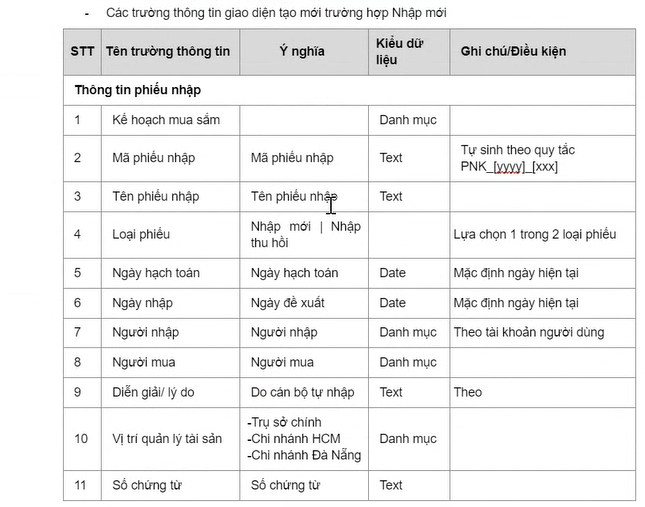 - Các trường thông tin giao diện tạo mới trường hợp Nhập mới
STT Tên trường thông tin Ý nghĩa Kiểu dữ liệu Ghi chú/Điều kiện
Thông tin phiếu nhập
1 Kế hoạch mua sắm Danh mục
2 Mã phiếu nhập Mã phiếu nhập Text Tự sinh theo quy tắc
PNK_[yyyy]_[xxx]
3 Tên phiếu nhập Tên phiếu nhập Text
4 Loại phiếu Nhập mới | Nhập thu hồi Lựa chọn 1 trong 2 loại phiếu
5 Ngày hạch toán Ngày hạch toán Date Mặc định ngày hiện tại
6 Ngày nhập Ngày đề xuất Date Mặc định ngày hiện tại
7 Người nhập Người nhập Danh mục Theo tài khoản người dùng
8 Người mua Người mua Danh mục
9 Diễn giải/ lý do Do cán bộ tự nhập Text Theo
10 Vị trí quản lý tài sản -Trụ sở chính
-Chi nhánh HCM
-Chi nhánh Đà Nẵng
Danh mục
11 Số chứng từ Số chứng từ Text